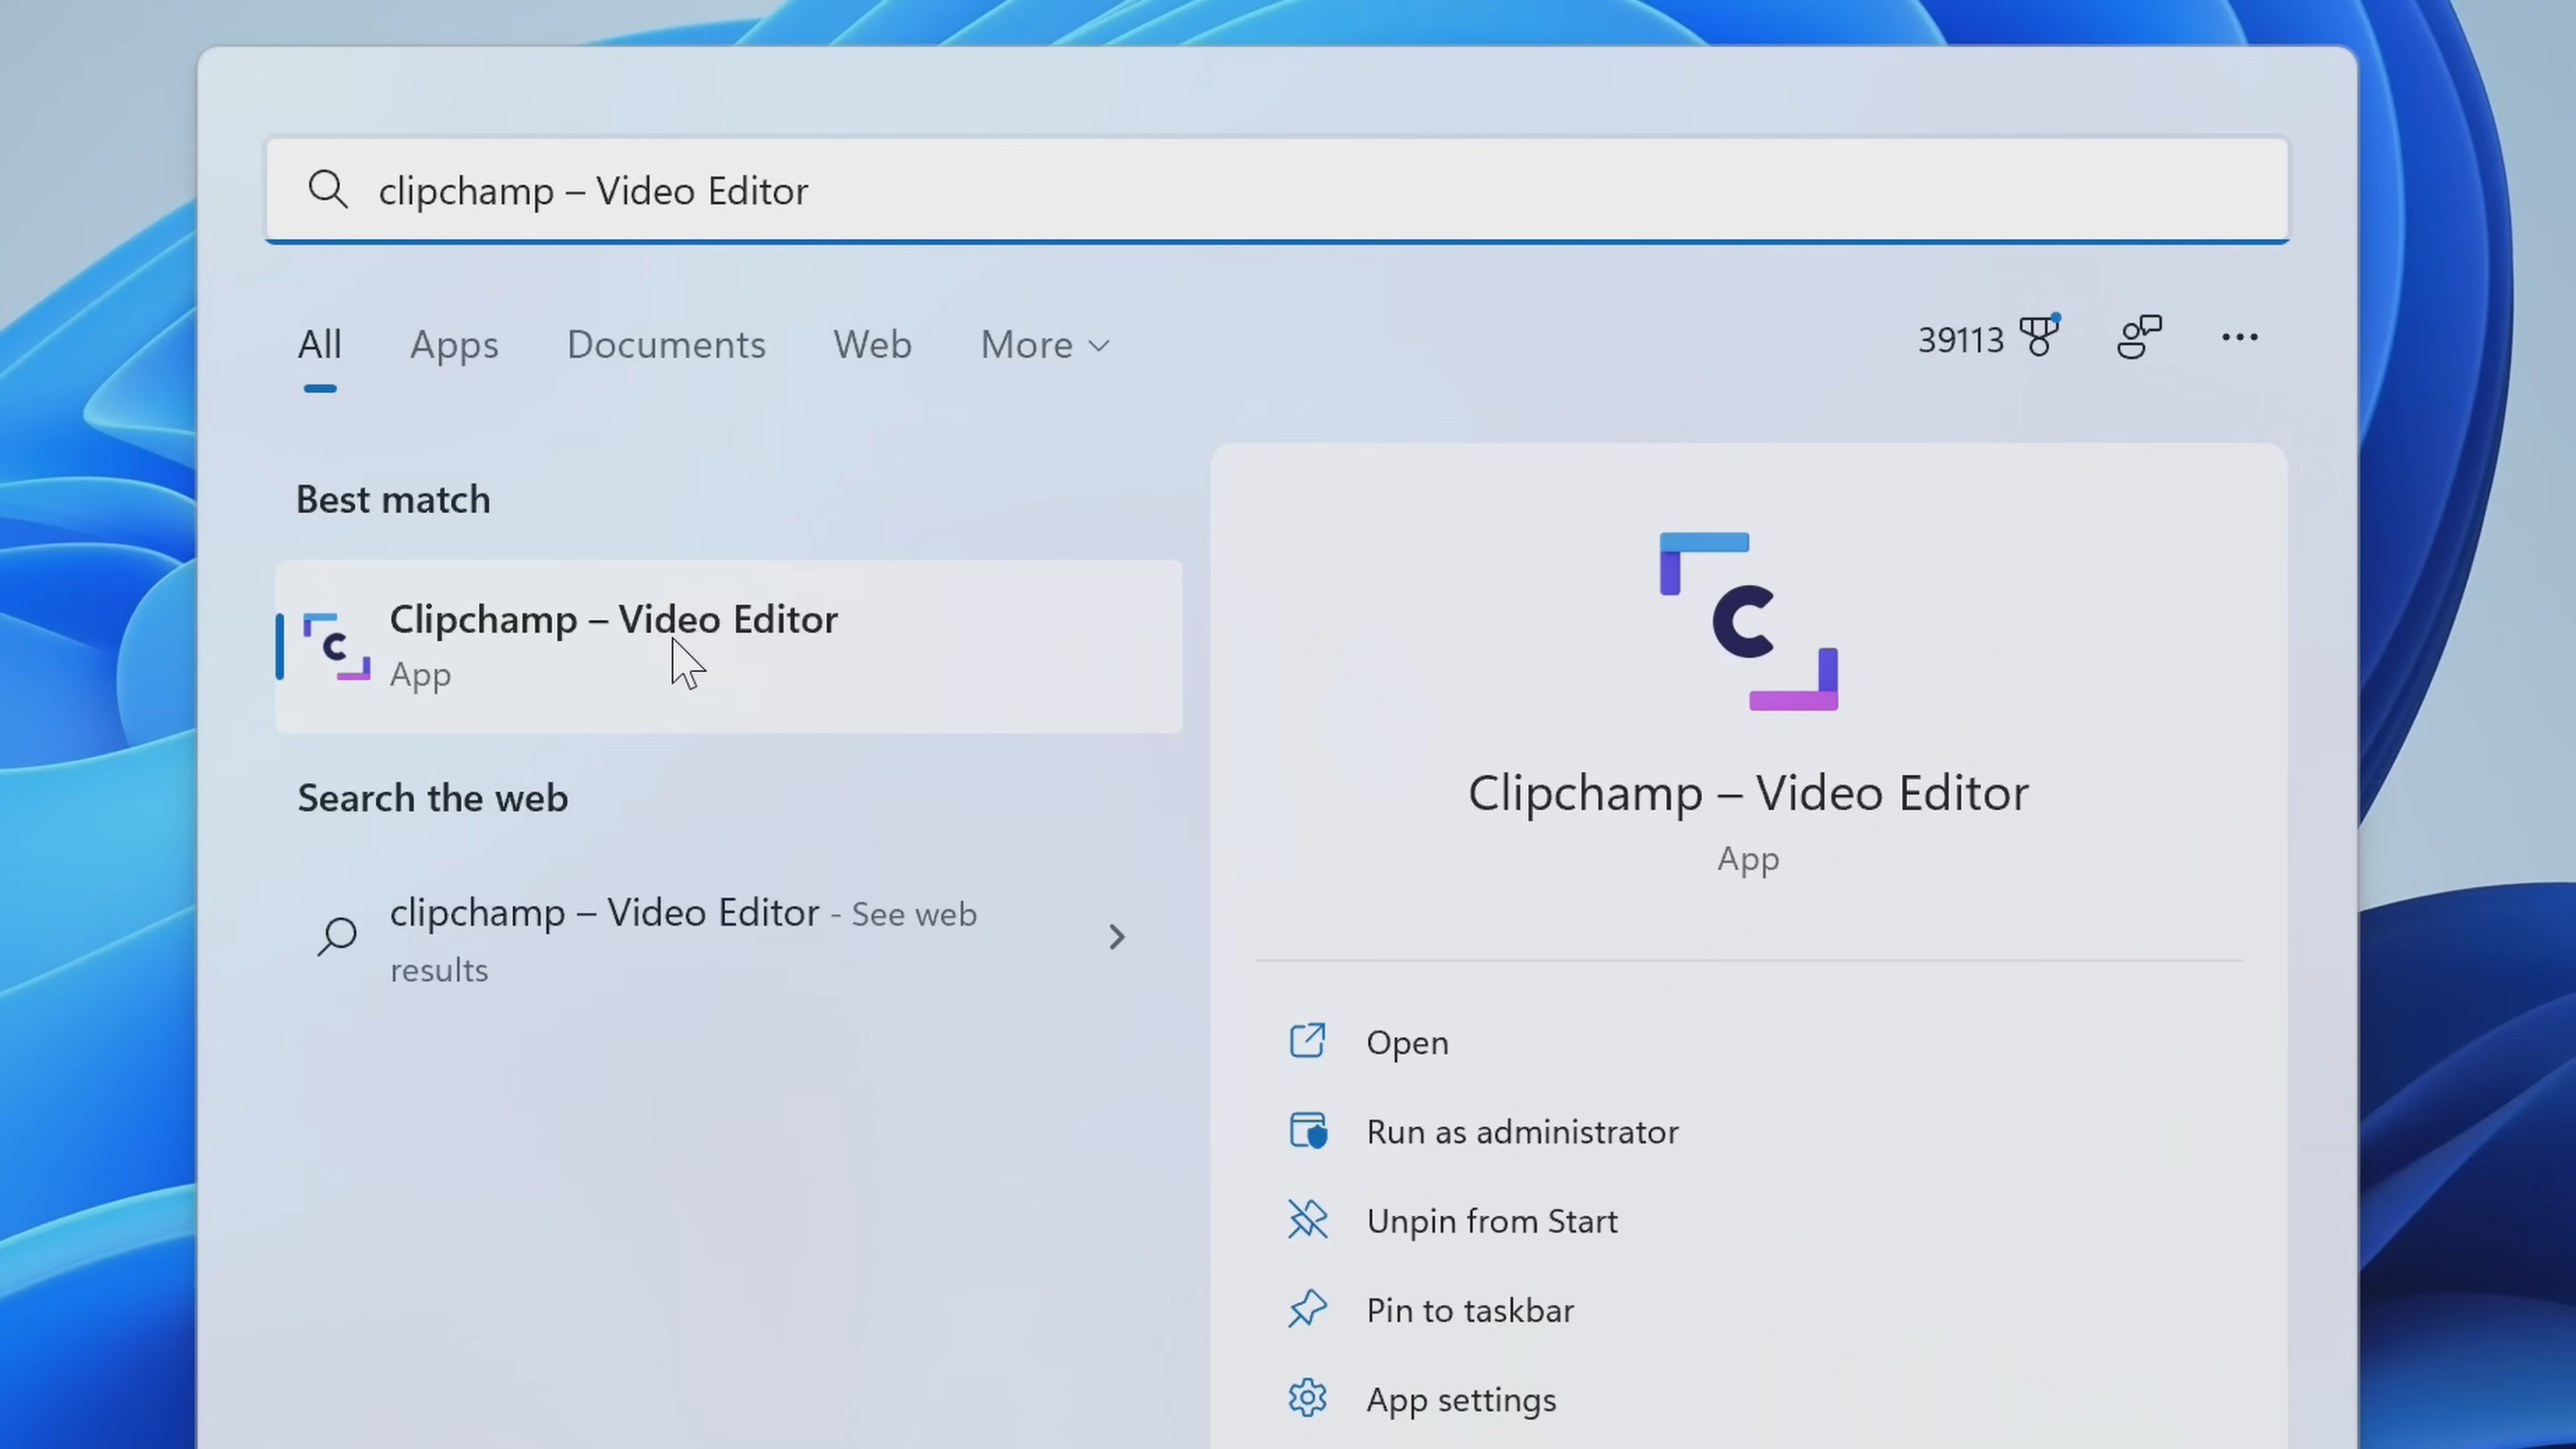 clipchamp – Video Editor
All Apps Documents Web More
39113
Best match
Clipchamp – Video Editor
App
Search the web
clipchamp – Video Editor - See web
results
Clipchamp – Video Editor
App
Open
Run as administrator
Unpin from Start
Pin to taskbar
App settings